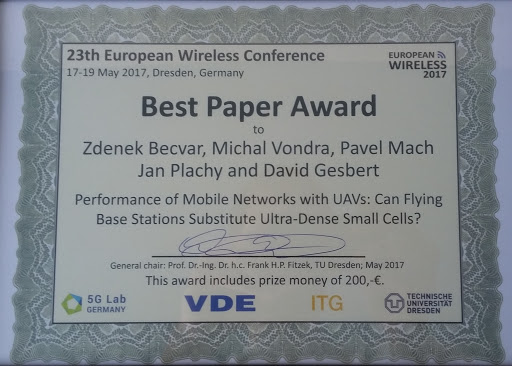 23th European Wireless Conference
17-19 May 2017, Dresden, Germany
EUROPEAN
WIRELESS
2017
Best Paper Award
to
Zdenek Becvar, Michal Vondra, Pavel Mach
Jan Plachy and David Gesbert
Performance of Mobile Networks with UAVs: Can Flying
Base Stations Substitute Ultra-Dense Small Cells?
General chair: Prof. Dr.-Ing. Dr. h.c. Frank H.P. Fitzek, TU Dresden; May 2017
This award includes prize money of 200,-€.
5G Lab
GERMANY
VDE
ITG
TECHNISCHE
UNIVERSITÄT
DRESDEN